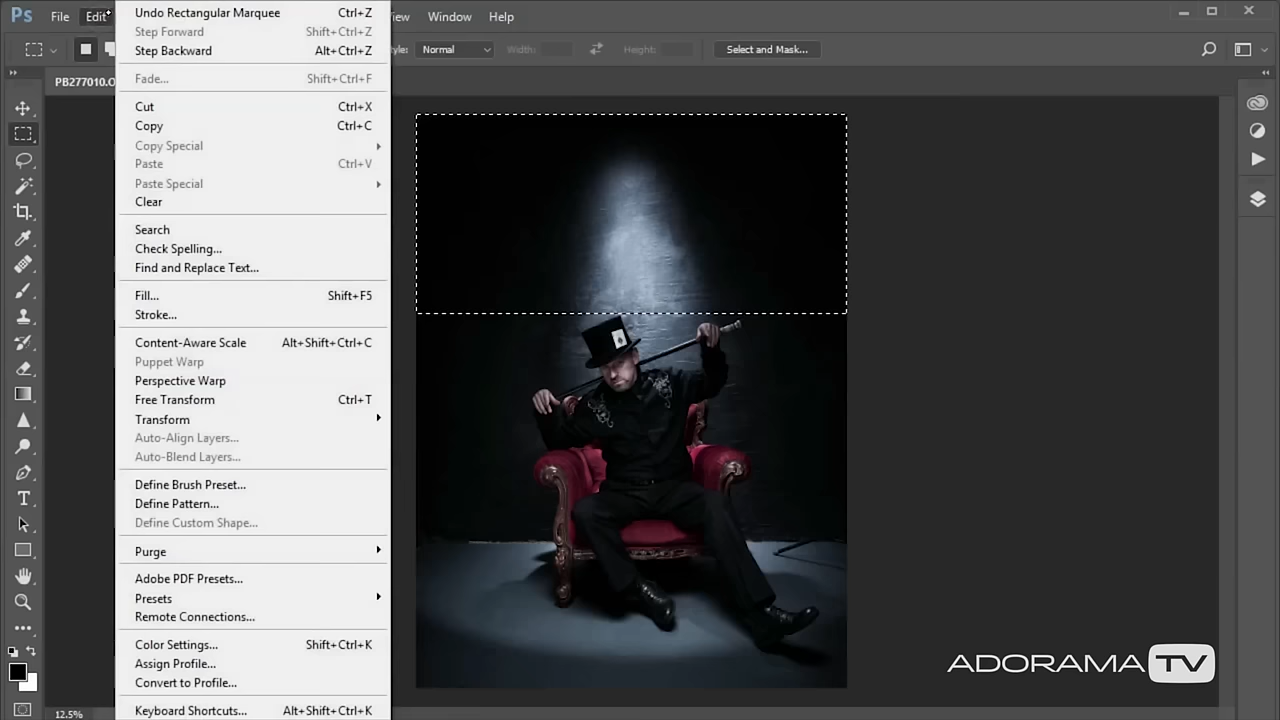 Ps File Edit View Window Help
Style: Normal Width: Height: Select and Mask...
PB277010.O
Undo Rectangular Marquee Ctrl+Z
Step Forward Shift+Ctrl+Z
Step Backward Alt+Ctrl+Z
Fade... Shift+Ctrl+F
Cut Ctrl+X
Copy Ctrl+C
Copy Special
Paste Ctrl+V
Paste Special
Clear
Search
Check Spelling...
Find and Replace Text...
Fill... Shift+F5
Stroke...
Content-Aware Scale Alt+Shift+Ctrl+C
Puppet Warp
Perspective Warp
Free Transform Ctrl+T
Transform
Auto-Align Layers...
Auto-Blend Layers...
Define Brush Preset...
Define Pattern...
Define Custom Shape...
Purge
Adobe PDF Presets...
Presets
Remote Connections...
Color Settings... Shift+Ctrl+K
Assign Profile...
Convert to Profile...
Keyboard Shortcuts... Alt+Shift+Ctrl+K
12.5%
ADORAMA TV